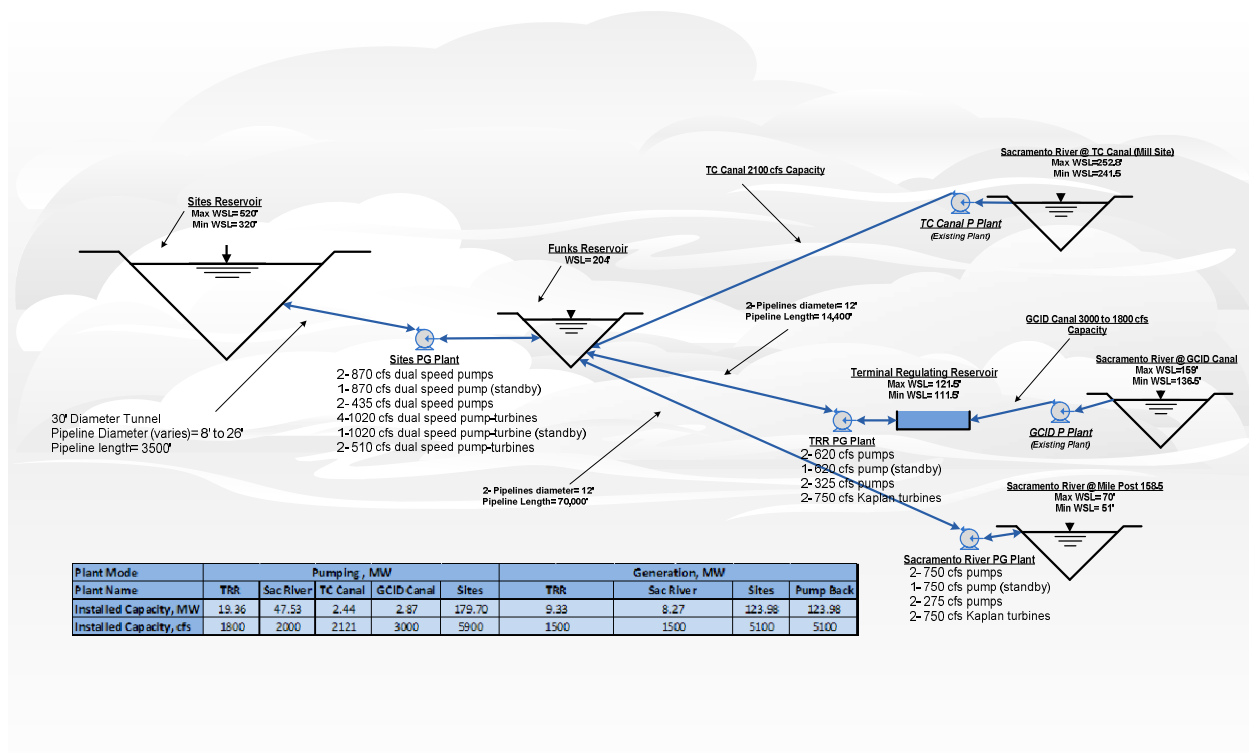 Sacramento River @ TC Canal (Mill Site)
Max WSL=252.8'
Min WSL=241.5
TC Canal 2100 cfs Capacity
TC Canal P Plant
(Existing Plant)
Sites Reservoir
Max WSL= 520'
Min WSL= 320'
Funks Reservoir
WSL= 204'
2- Pipelines diameter= 12'
Pipeline Length= 14,400'
GCID Canal 3000 to 1800 cfs
Capacity
Sacramento River @ GCID Canal
Max WSL=159'
Min WSL=136.5'
Terminal Regulating Reservoir
Max WSL= 121.5'
Min WSL= 111.5'
GCID P Plant
(Existing Plant)
Sites PG Plant
2- 870 cfs dual speed pumps
1- 870 cfs dual speed pump (standby)
2- 435 cfs dual speed pumps
4-1020 cfs dual speed pump-turbines
1-1020 cfs dual speed pump-turbine (standby)
2- 510 cfs dual speed pump-turbines
30' Diameter Tunnel
Pipeline Diameter (varies)= 8' to 26'
Pipeline length= 3500'
TRR PG Plant
2- 620 cfs pumps
1- 620 cfs pump (standby)
2- 325 cfs pumps
2- 750 cfs Kaplan turbines
2- Pipelines diameter= 12'
Pipeline Length= 70,000'
Sacramento River @ Mile Post 158.5
Max WSL= 70'
Min WSL= 51'
Sacramento River PG Plant
2- 750 cfs pumps
1- 750 cfs pump (standby)
2- 275 cfs pumps
2- 750 cfs Kaplan turbines
Plant Mode Pumping , MW Generation, MW
Plant Name TRR Sac River TC Canal GCID Canal Sites TRR Sac River Sites Pump Back
Installed Capacity, MW 19.36 47.53 2.44 2.87 179.70 9.33 8.27 123.98 123.98
Installed Capacity, cfs 1800 2000 2121 3000 5900 1500 1500 5100 5100